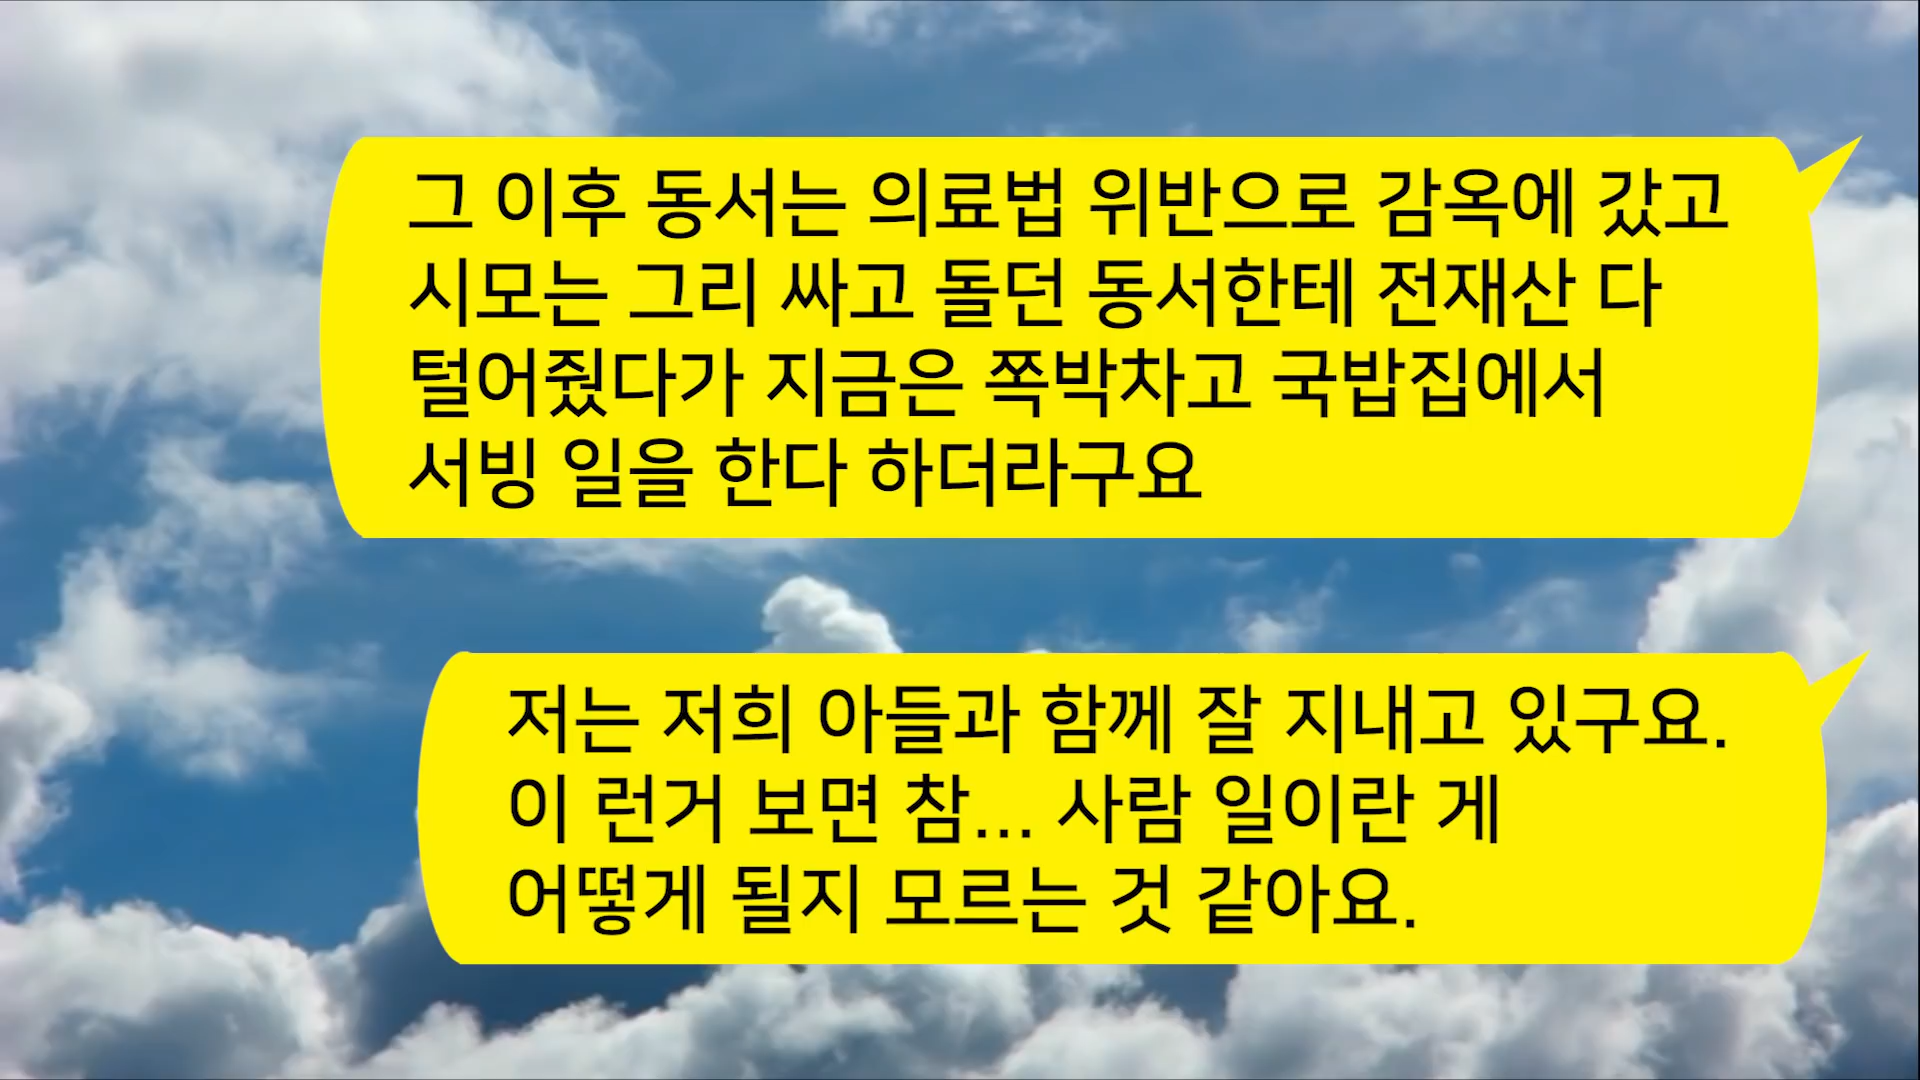 그 이후 동서는 의료법 위반으로 감옥에 갔고
시모는 그리 싸고 돌던 동서한테 전재산 다
털어줬다가 지금은 쪽박차고 국밥집에서
서빙 일을 한다 하더라구요
저는 저희 아들과 함께 잘 지내고 있구요.
이 런거 보면 참... 사람 일이란 게
어떻게 될지 모르는 것 같아요.